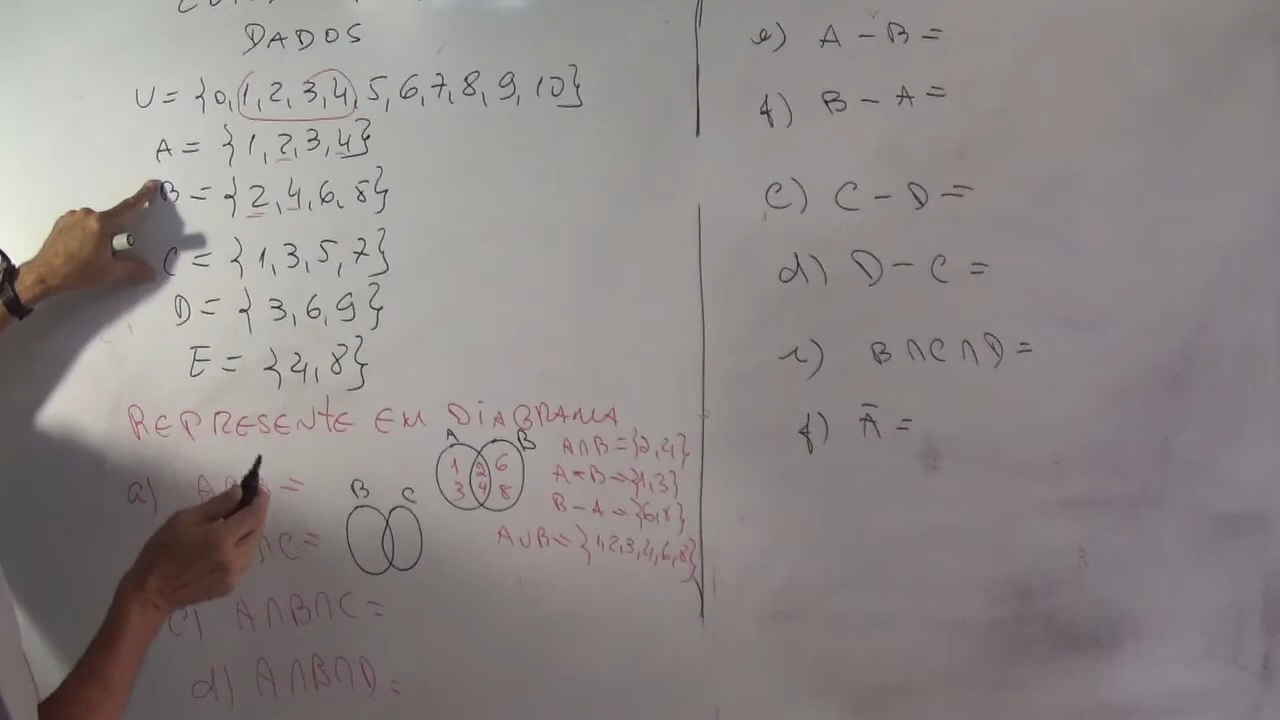 DADOS
U = {0, 1, 2, 3, 4, 5, 6, 7, 8, 9, 10}
A = {1, 2, 3, 4}
B = {2, 4, 6, 8}
C = {1, 3, 5, 7}
D = {3, 6, 9}
E = {4, 8}
REPRESENTE EM DIAGRAMA
A B
1 2 6
3 4 8
A∩B = {2, 4}
A-B = {1, 3}
B-A = {6, 8}
A∪B = {1, 2, 3, 4, 6, 8}
a) =
B C
∩C =
c) A∩B∩C =
d) A∩B∩D =
e) A - B =
f) B - A =
C) C - D =
d) D - C =
B∩C∩D =
f) Ā =